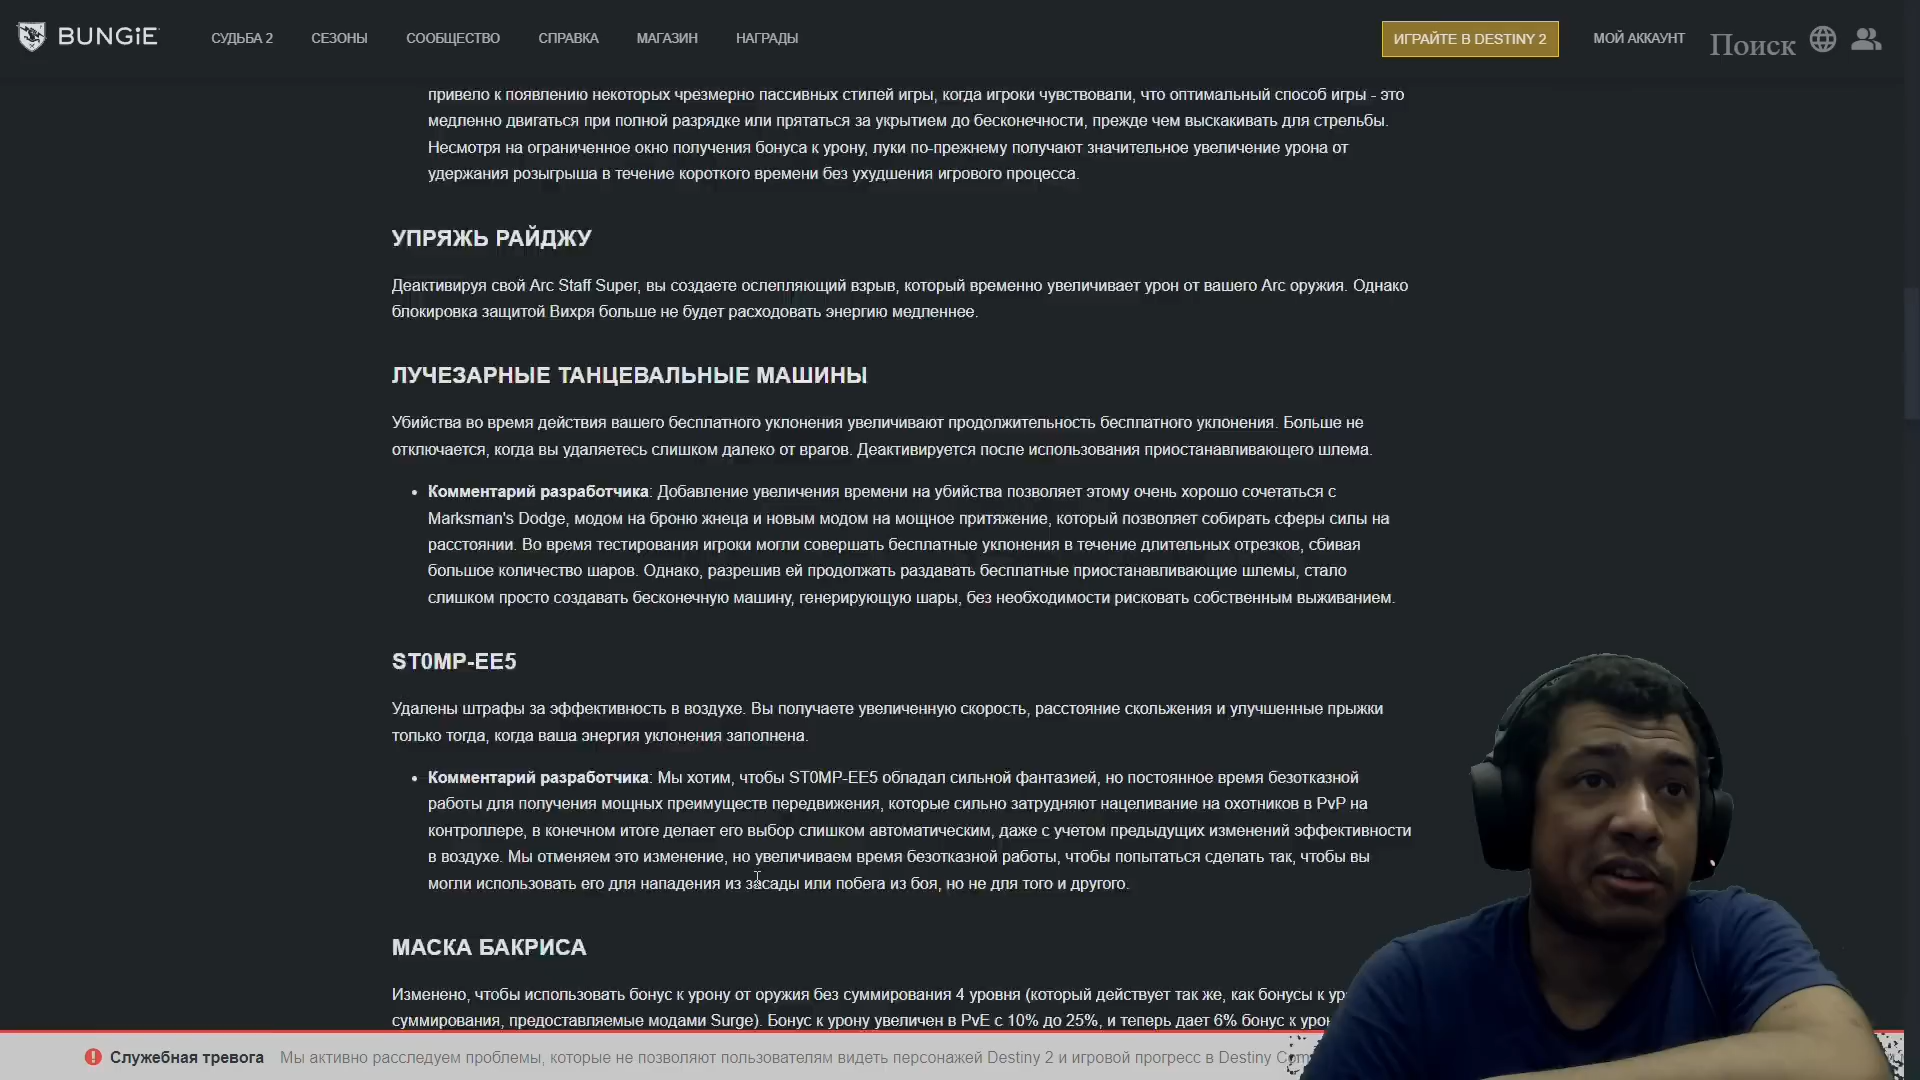 BUNGiE
СУДЬБА 2
СЕЗОНЫ
СООБЩЕСТВО
СПРАВКА
МАГАЗИН
НАГРАДЫ
ИГРАЙТЕ В DESTINY 2
МОЙ АККАУНТ
Поиск
привело к появлению некоторых чрезмерно пассивных стилей игры, когда игроки чувствовали, что оптимальный способ игры - это
медленно двигаться при полной разрядке или прятаться за укрытием до бесконечности, прежде чем выскакивать для стрельбы.
Несмотря на ограниченное окно получения бонуса к урону, луки по-прежнему получают значительное увеличение урона от
удержания розыгрыша в течение короткого времени без ухудшения игрового процесса.
УПРЯЖЬ РАЙДЖУ
Деактивируя свой Arc Staff Super, вы создаете ослепляющий взрыв, который временно увеличивает урон от вашего Arc оружия. Однако
блокировка защитой Вихря больше не будет расходовать энергию медленнее.
ЛУЧЕЗАРНЫЕ ТАНЦЕВАЛЬНЫЕ МАШИНЫ
Убийства во время действия вашего бесплатного уклонения увеличивают продолжительность бесплатного уклонения. Больше не
отключается, когда вы удаляетесь слишком далеко от врагов. Деактивируется после использования приостанавливающего шлема.
• Комментарий разработчика: Добавление увеличения времени на убийства позволяет этому очень хорошо сочетаться с
Marksman's Dodge, модом на броню жнеца и новым модом на мощное притяжение, который позволяет собирать сферы силы на
расстоянии. Во время тестирования игроки могли совершать бесплатные уклонения в течение длительных отрезков, сбивая
большое количество шаров. Однако, разрешив ей продолжать раздавать бесплатные приостанавливающие шлемы, стало
слишком просто создавать бесконечную машину, генерирующую шары, без необходимости рисковать собственным выживанием.
ST0MP-EE5
Удалены штрафы за эффективность в воздухе. Вы получаете увеличенную скорость, расстояние скольжения и улучшенные прыжки
только тогда, когда ваша энергия уклонения заполнена.
• Комментарий разработчика: Мы хотим, чтобы ST0MP-EE5 обладал сильной фантазией, но постоянное время безотказной
работы для получения мощных преимуществ передвижения, которые сильно затрудняют нацеливание на охотников в PvP на
контроллере, в конечном итоге делает его выбор слишком автоматическим, даже с учетом предыдущих изменений эффективности
в воздухе. Мы отменяем это изменение, но увеличиваем время безотказной работы, чтобы попытаться сделать так, чтобы вы
могли использовать его для нападения из засады или побега из боя, но не для того и другого.
МАСКА БАКРИСА
Изменено, чтобы использовать бонус к урону от оружия без суммирования 4 уровня (который действует так же, как бонусы к
суммирования, предоставляемые модами Surge). Бонус к урону увеличен в PvE с 10% до 25%, и теперь дает 6% бонус к
Служебная тревога
Мы активно расследуем проблемы, которые не позволяют пользователям видеть персонажей Destiny 2 и игровой прогресс в Destiny